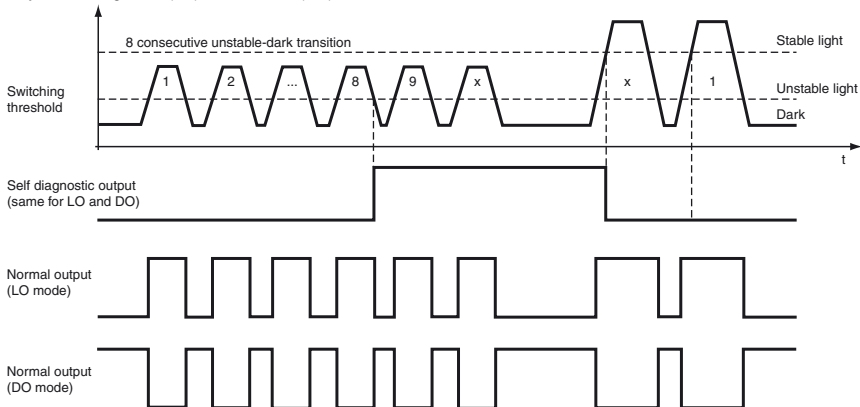 8 consecutive unstable-dark transition
Stable light
Switching
threshold
1 2 ... 8 9 x x 1
Unstable light
Dark
t
Self diagnostic output
(same for LO and DO)
Normal output
(LO mode)
Normal output
(DO mode)